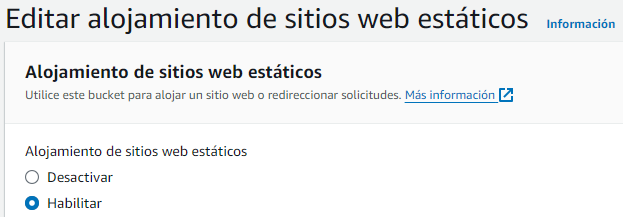 Editar alojamiento de sitios web estáticos Información
Alojamiento de sitios web estáticos
Utilice este bucket para alojar un sitio web o redireccionar solicitudes. Más información
Alojamiento de sitios web estáticos
Desactivar
Habilitar